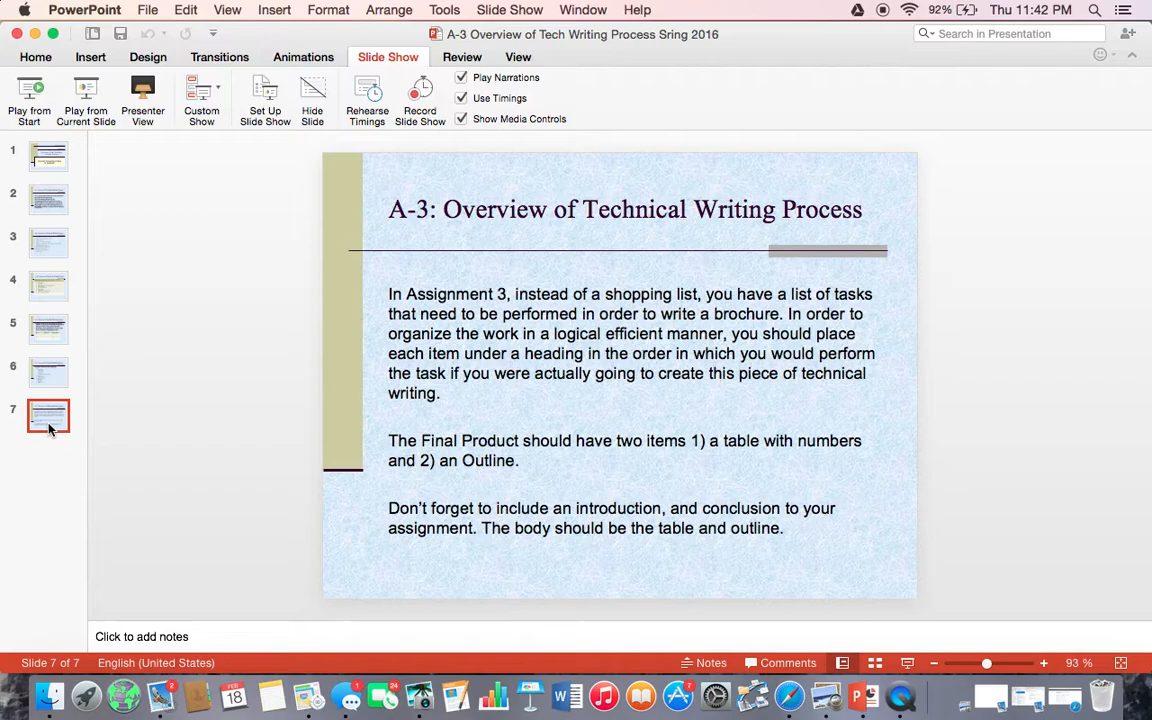 PowerPoint File Edit View Insert Format Arrange Tools Slide Show Window Help 92% Thu 11:42 PM
A-3 Overview of Tech Writing Process Sring 2016
Search in Presentation
Home Insert Design Transitions Animations Slide Show Review View
Play from Start
Play from Current Slide
Presenter View
Custom Show
Set Up Slide Show
Hide Slide
Rehearse Timings
Record Slide Show
Play Narrations
Use Timings
Show Media Controls
1
2
3
4
5
6
7
A-3: Overview of Technical Writing Process
In Assignment 3, instead of a shopping list, you have a list of tasks
that need to be performed in order to write a brochure. In order to
organize the work in a logical efficient manner, you should place
each item under a heading in the order in which you would perform
the task if you were actually going to create this piece of technical
writing.
The Final Product should have two items 1) a table with numbers
and 2) an Outline.
Don't forget to include an introduction, and conclusion to your
assignment. The body should be the table and outline.
Click to add notes
Slide 7 of 7 English (United States) Notes Comments 93 %
2
FEB
18
1
24
7